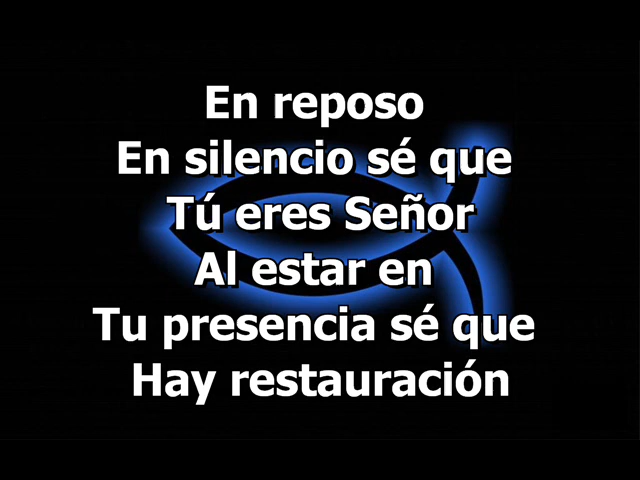 En reposo
En silencio sé que
Tú eres Señor
Al estar en
Tu presencia sé que
Hay restauración